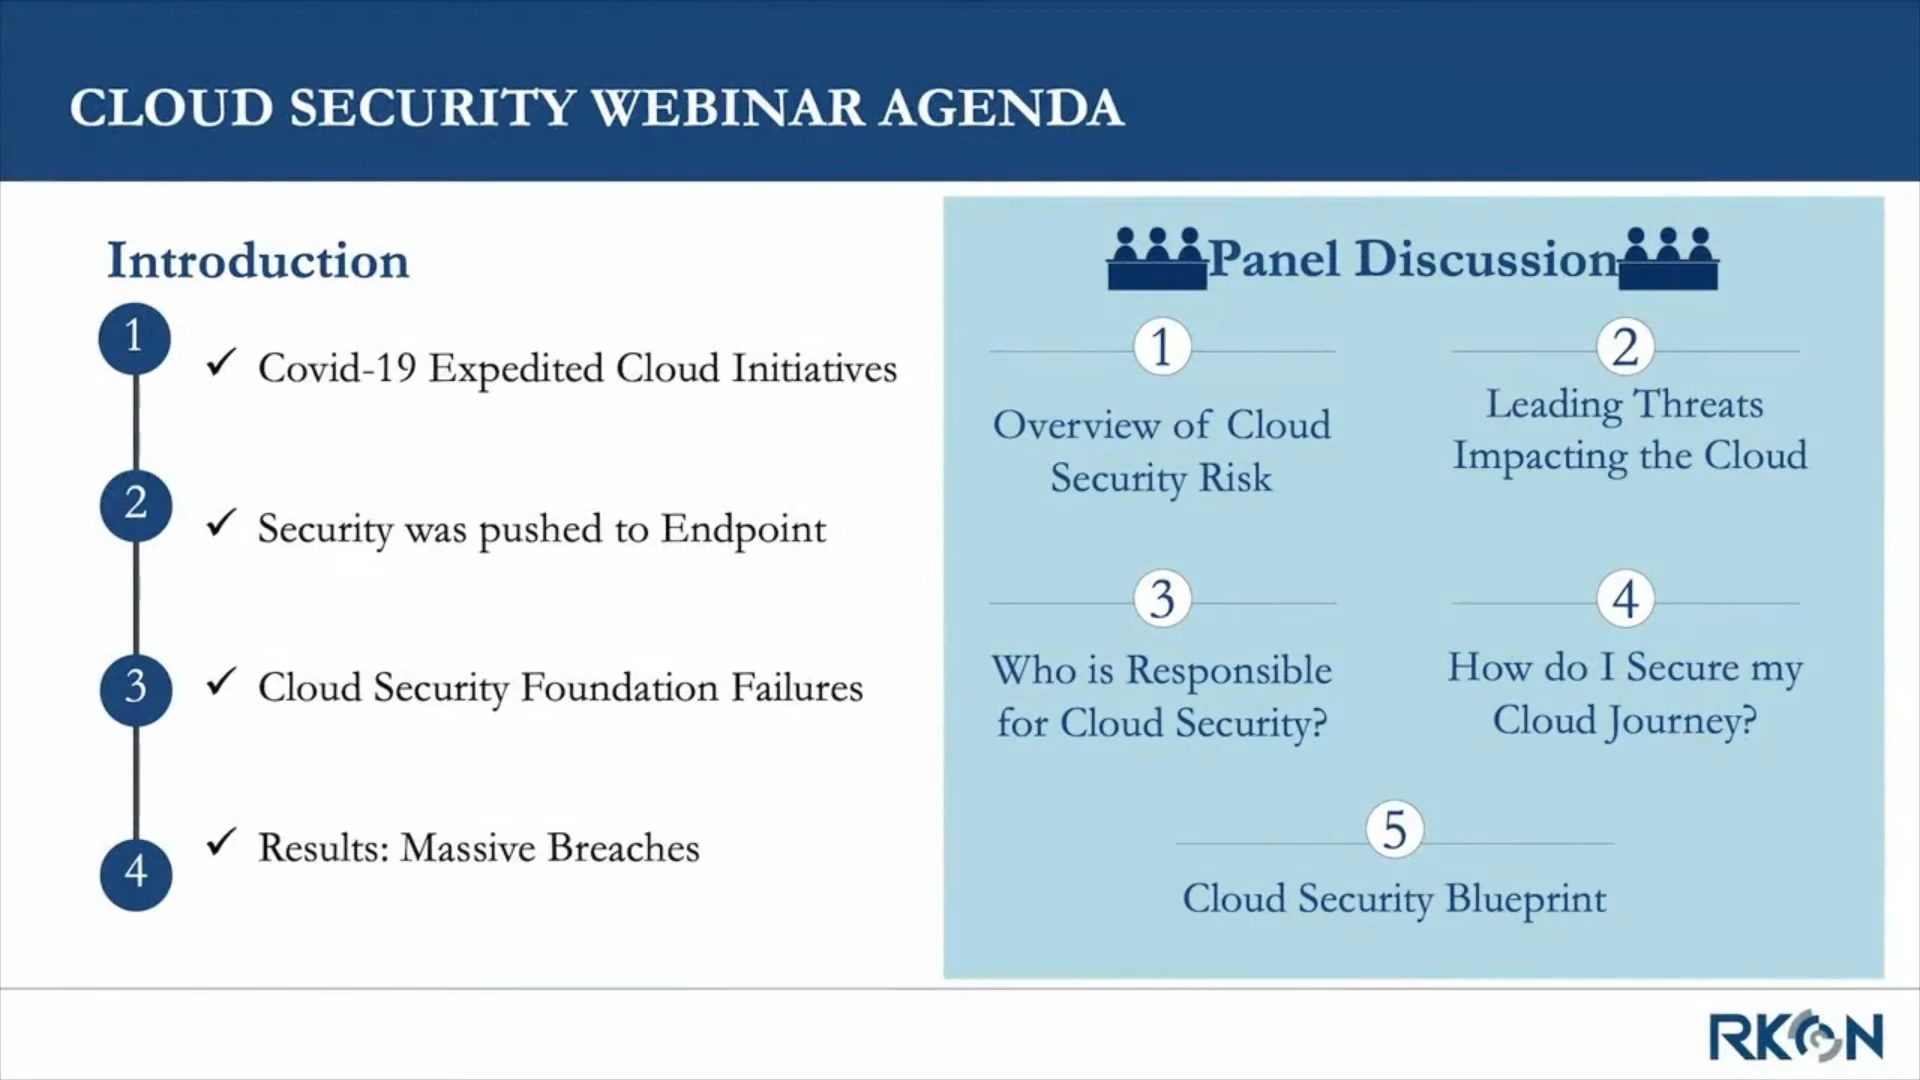 CLOUD SECURITY WEBINAR AGENDA
Introduction
1
✓ Covid-19 Expedited Cloud Initiatives
2
✓ Security was pushed to Endpoint
3
✓ Cloud Security Foundation Failures
4
✓ Results: Massive Breaches
Panel Discussion
1
Overview of Cloud
Security Risk
2
Leading Threats
Impacting the Cloud
3
Who is Responsible
for Cloud Security?
4
How do I Secure my
Cloud Journey?
5
Cloud Security Blueprint
RKON